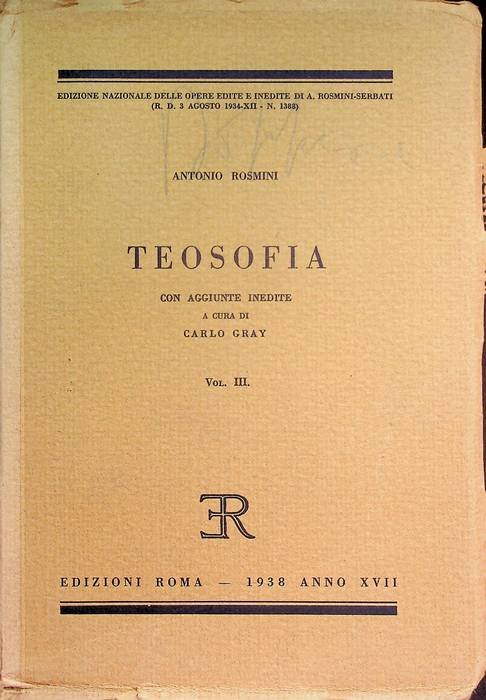 EDIZIONE NAZIONALE DELLE OPERE EDITE E INEDITE DI A. ROSMINI-SERBATI
(R. D. 3 AGOSTO 1934-XII - N. 1388)
ANTONIO ROSMINI
TEOSOFIA
CON AGGIUNTE INEDITE
A CURA DI
CARLO GRAY
VOL. III.
ER
EDIZIONI ROMA — 1938 ANNO XVII